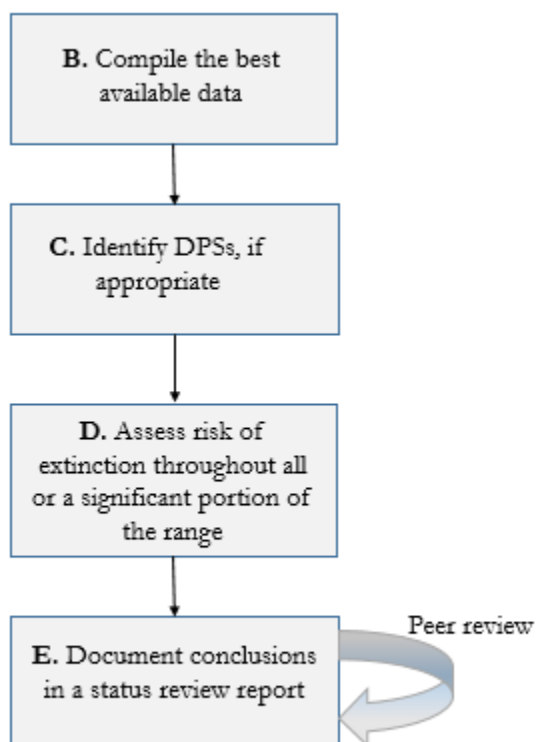 B. Compile the best
available data
C. Identify DPSs, if
appropriate
D. Assess risk of
extinction throughout all
or a significant portion of
the range
Peer review
E. Document conclusions
in a status review report